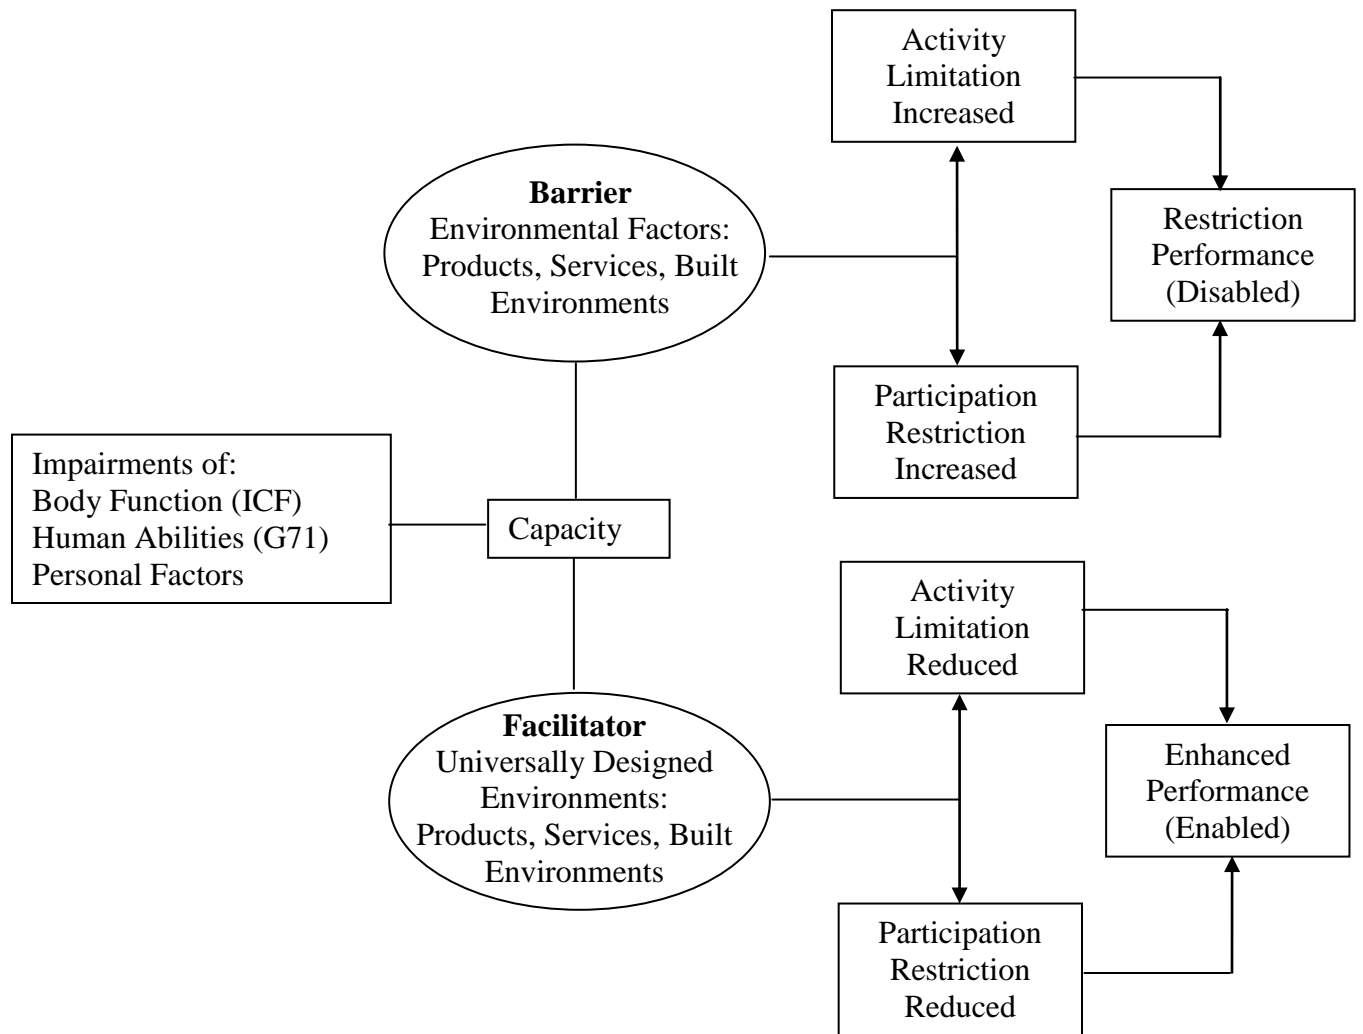 Activity
Limitation
Increased
Barrier
Environmental Factors:
Products, Services, Built
Environments
Restriction
Performance
(Disabled)
Participation
Restriction
Increased
Impairments of:
Body Function (ICF)
Human Abilities (G71)
Personal Factors
Capacity
Activity
Limitation
Reduced
Facilitator
Universally Designed
Environments:
Products, Services, Built
Environments
Enhanced
Performance
(Enabled)
Participation
Restriction
Reduced